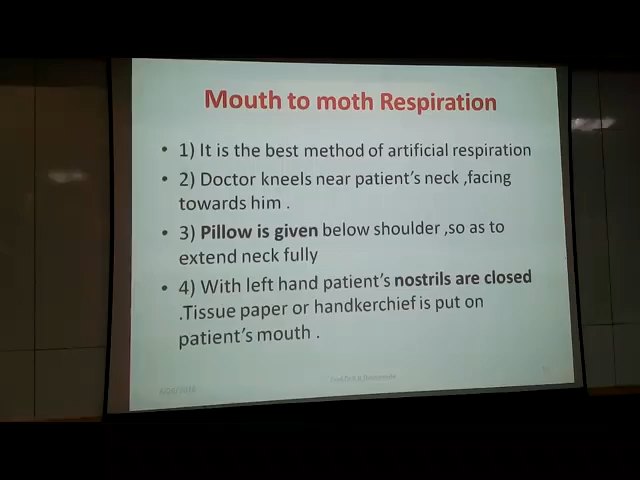 Mouth to moth Respiration
• 1) It is the best method of artificial respiration
• 2) Doctor kneels near patient's neck ,facing
towards him .
• 3) Pillow is given below shoulder ,so as to
extend neck fully
• 4) With left hand patient's nostrils are closed
.Tissue paper or handkerchief is put on
patient's mouth .